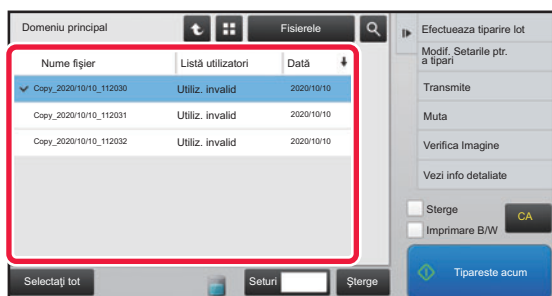 Domeniu principal
Fisierele
Nume fișier
Listă utilizatori
Dată
Copy_2020/10/10_112030
Utiliz. invalid
2020/10/10
Copy_2020/10/10_112031
Utiliz. invalid
2020/10/10
Copy_2020/10/10_112032
Utiliz. invalid
2020/10/10
Selectați tot
Seturi
Șterge
Efectueaza tiparire lot
Modif. Setarile ptr.
a tipari
Transmite
Muta
Verifica Imagine
Vezi info detaliate
Sterge
Imprimare B/W
CA
Tipareste acum